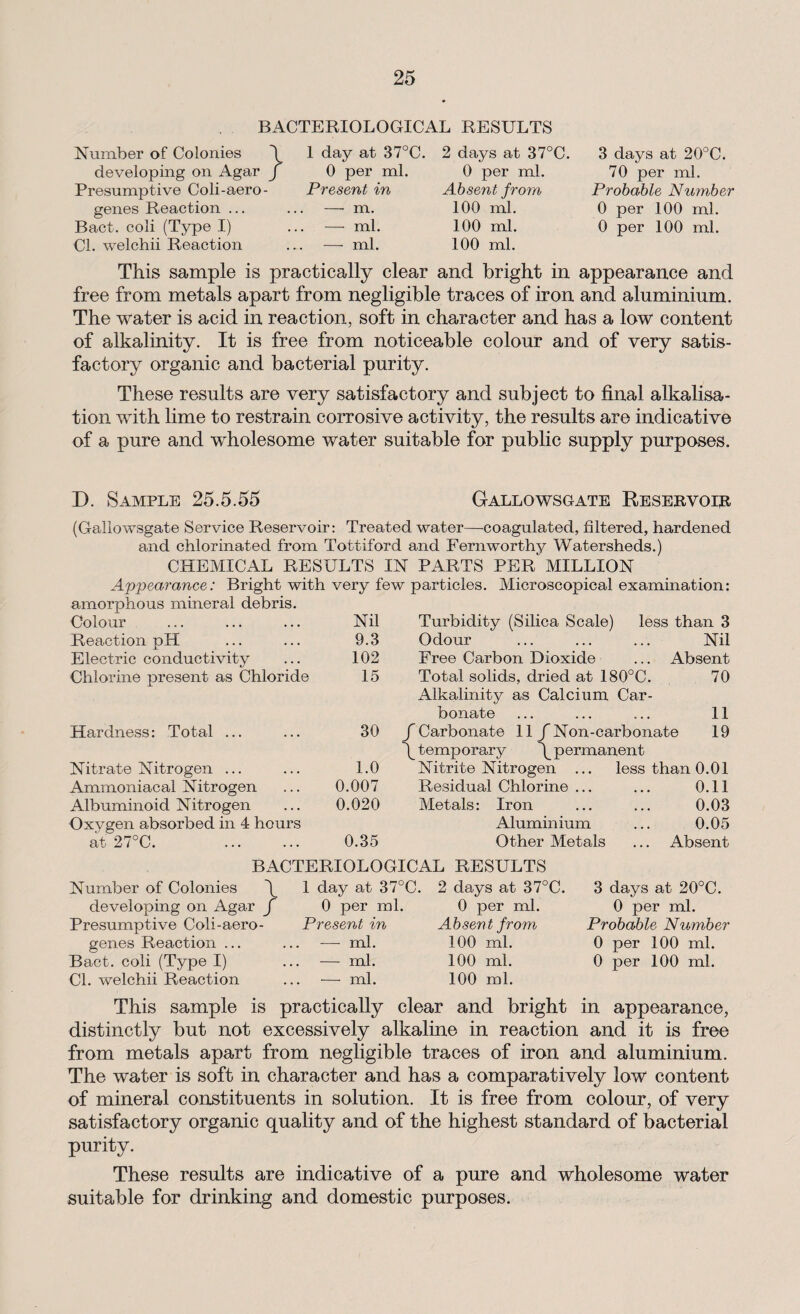 25
BACTERIOLOGICAL RESULTS
Number of Colonies } 1 day at 37°C. 2 days at 37°C. 3 days at 20°C.
developing on Agar } 0 per ml. 0 per ml. 70 per ml.
Presumptive Coli-aero- Present in Absent from Probable Number
genes Reaction ... ... — m. 100 ml. 0 per 100 ml.
Bact. coli (Type I) ... — ml. 100 ml. 0 per 100 ml.
Cl. welchii Reaction ... — ml. 100 ml.
This sample is practically clear and bright in appearance and
free from metals apart from negligible traces of iron and aluminium.
The water is acid in reaction, soft in character and has a low content
of alkalinity. It is free from noticeable colour and of very satis-
factory organic and bacterial purity.
These results are very satisfactory and subject to final alkalisa-
tion with lime to restrain corrosive activity, the results are indicative
of a pure and wholesome water suitable for public supply purposes.
D. Sample 25.5.55 Gallowsgate Reservoir
(Gallowsgate Service Reservoir: Treated water—coagulated, filtered, hardened
and chlorinated from Tottiford and Fernworthy Watersheds.)
CHEMICAL RESULTS IN PARTS PER MILLION
Appearance: Bright with very few particles. Microscopical examination:
amorphous mineral debris.
Colour ... ... ... Nil Turbidity (Silica Scale) less than 3
Reaction pH ... ... 9.3 Odour ... ... ... Nil
Electric conductivity ... 102 Free Carbon Dioxide ... Absent
Chlorine present as Chloride 15 Total solids, dried at 180°C. 70
Alkalinity as Calcium Car-
bonate ... ... ... 11
Hardness: Total ... ... 30 { Carbonate 11 { Non-carbonate 19
{ temporary { permanent
Nitrate Nitrogen ... ... 1.0 Nitrite Nitrogen ... less than 0.01
Ammoniacal Nitrogen ... 0.007 Residual Chlorine ... ... 0.11
Albuminoid Nitrogen ... 0.020 Metals: Iron ... ... 0.03
Oxygen absorbed in 4 hours Aluminium ... 0.05
at 27°C. ... ... 0.35 Other Metals ... Absent
BACTERIOLOGICAL RESULTS
Number of Colonies } 1 day at 37°C. 2 days at 37°C. 3 days at 20°C.
developing on Agar } 0 per ml. 0 per ml. 0 per ml.
Presumptive Coli-aero- Present in Absent from Probable Number
genes Reaction ... ... — ml. 100 ml. 0 per 100 ml.
Bact. coli (Type I) ... — ml. 100 ml. 0 per 100 ml.
Cl. welchii Reaction ... — ml. 100 ml.
This sample is practically clear and bright in appearance,
distinctly but not excessively alkaline in reaction and it is free
from metals apart from negligible traces of iron and aluminium.
The water is soft in character and has a comparatively low content
of mineral constituents in solution. It is free from colour, of very
satisfactory organic quality and of the highest standard of bacterial
purity.
These results are indicative of a pure and wholesome water
suitable for drinking and domestic purposes.